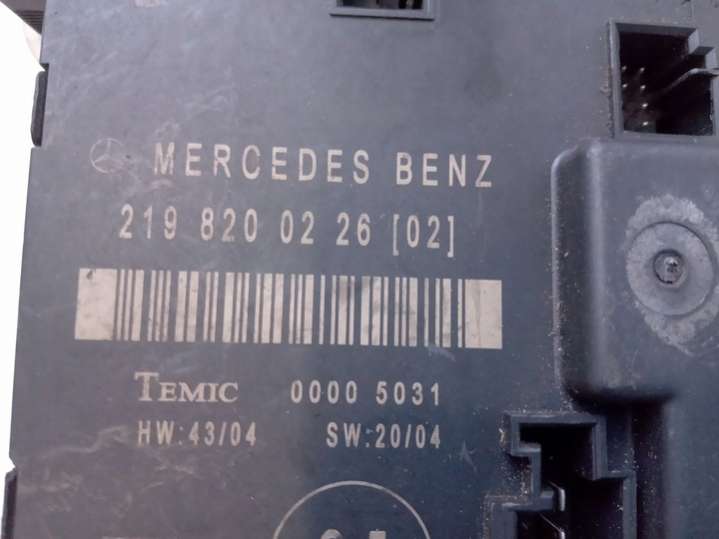 MERCEDES BENZ
219 820 02 26 [02]
TEMIC 0000 5031
HW:43/04 SW:20/04